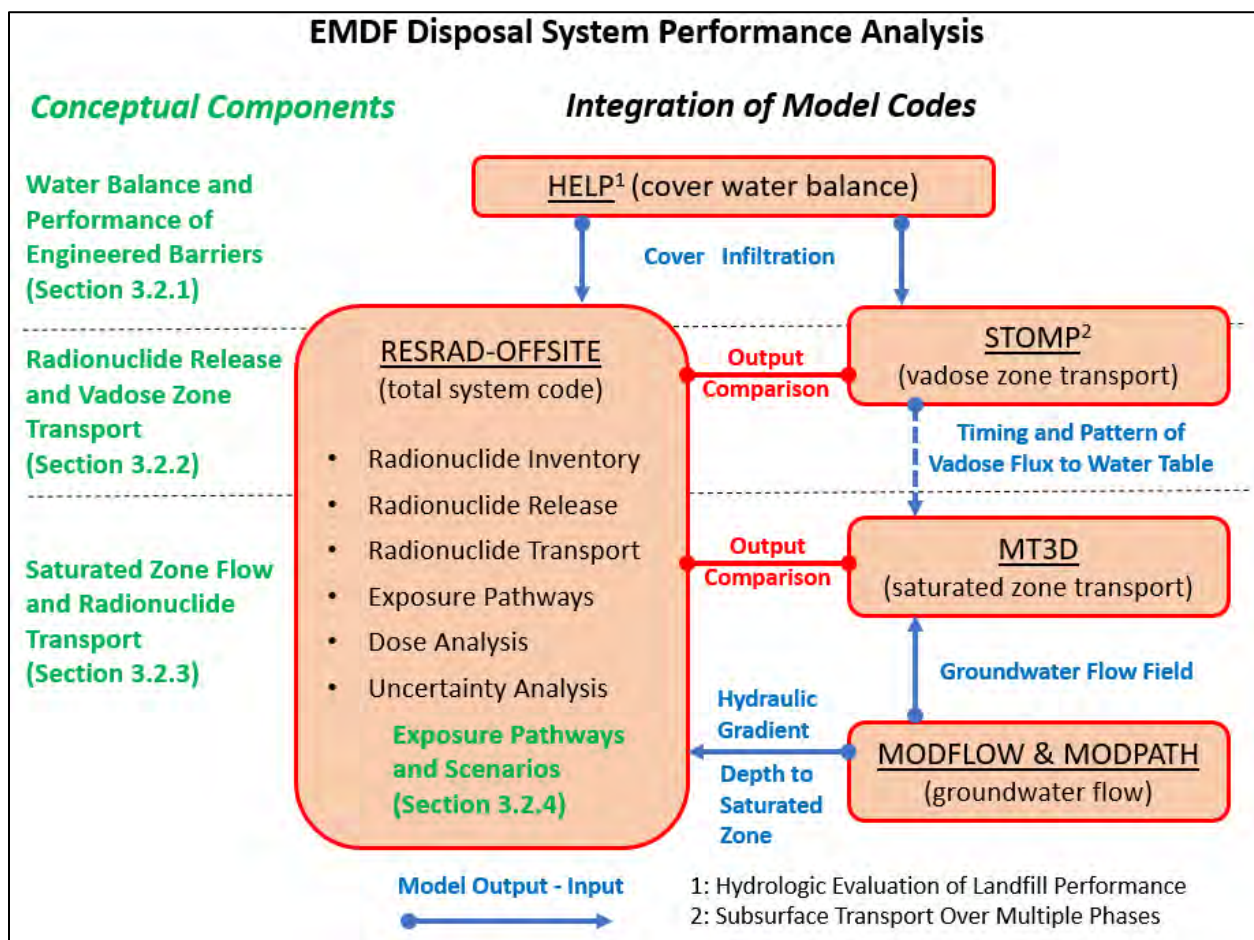 EMDF Disposal System Performance Analysis
Conceptual Components
Integration of Model Codes
Water Balance and
Performance of
Engineered Barriers
(Section 3.2.1)
HELP1 (cover water balance)
Cover Infiltration
Radionuclide Release
and Vadose Zone
Transport
(Section 3.2.2)
RESRAD-OFFSITE
(total system code)
• Radionuclide Inventory
• Radionuclide Release
• Radionuclide Transport
• Exposure Pathways
• Dose Analysis
• Uncertainty Analysis
Exposure Pathways
and Scenarios
(Section 3.2.4)
Output
Comparison
STOMP2
(vadose zone transport)
Timing and Pattern of
Vadose Flux to Water Table
Saturated Zone Flow
and Radionuclide
Transport
(Section 3.2.3)
Output
Comparison
MT3D
(saturated zone transport)
Groundwater Flow Field
Hydraulic
Gradient
Depth to
Saturated
Zone
MODFLOW & MODPATH
(groundwater flow)
Model Output - Input
1: Hydrologic Evaluation of Landfill Performance
2: Subsurface Transport Over Multiple Phases